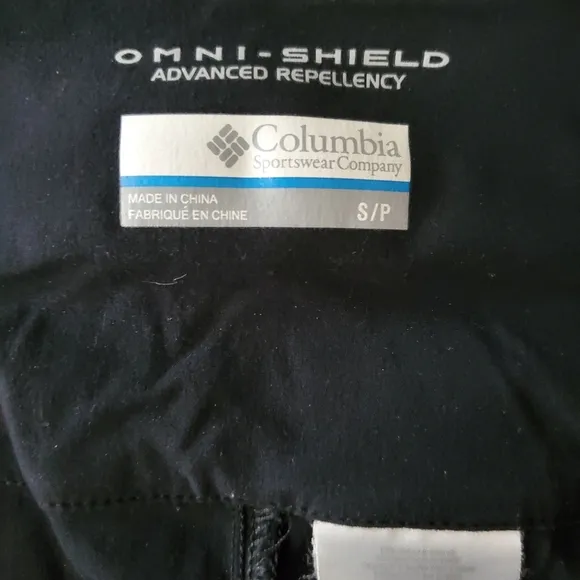 OMNI-SHIELD
ADVANCED REPELLENCY
Columbia
Sportswear Company
MADE IN CHINA
FABRIQUÉ EN CHINE
S/P